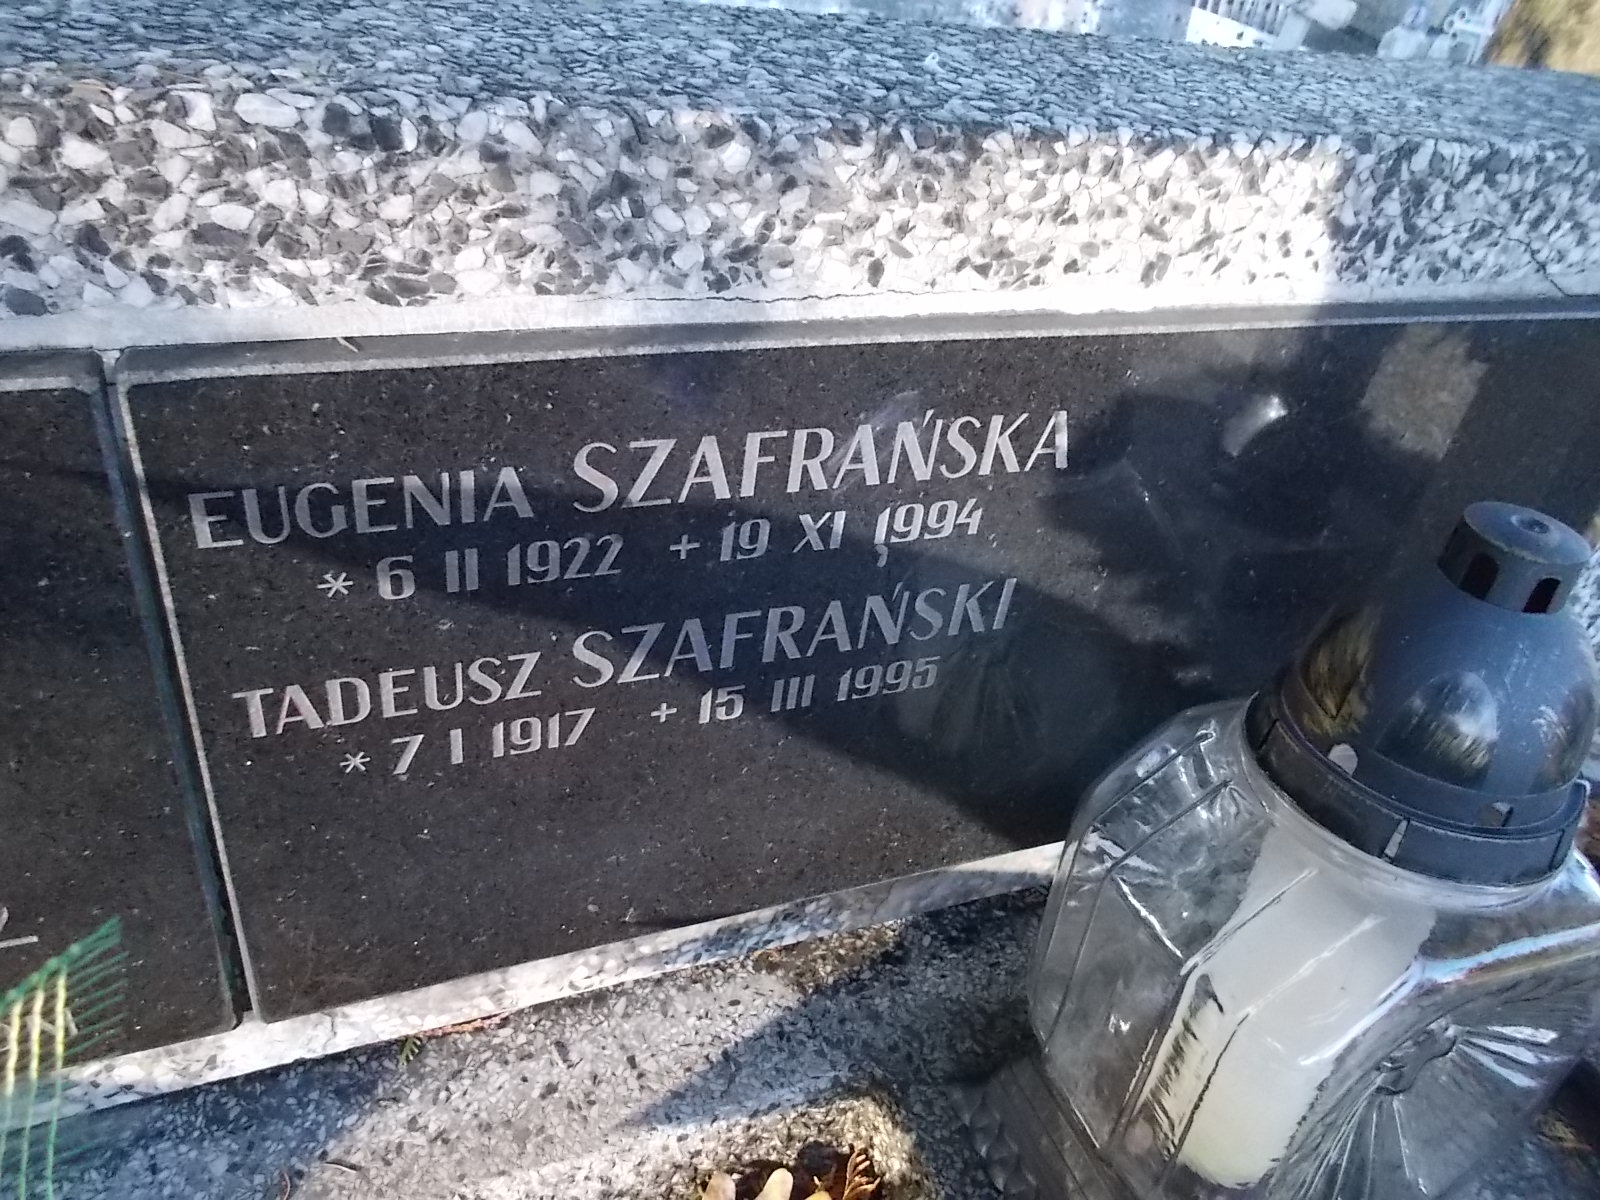 EUGENIA SZAFRAŃSKA
* 6 II 1922 + 19 XI 1994
TADEUSZ SZAFRAŃSKI
* 7 I 1917 + 15 III 1995